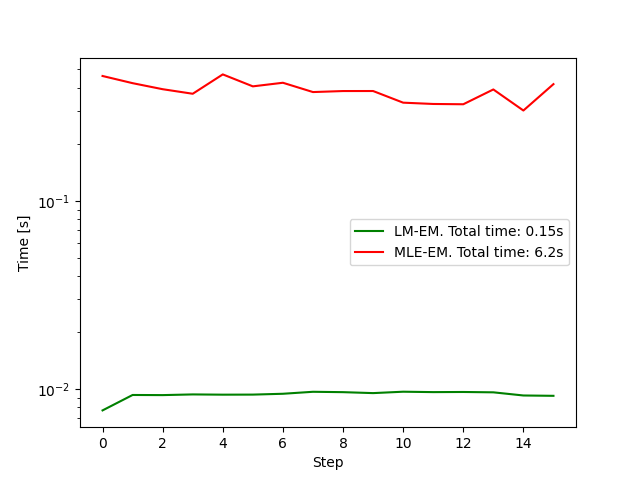 10⁻¹
10⁻²
Time [s]
LM-EM. Total time: 0.15s
MLE-EM. Total time: 6.2s
0 2 4 6 8 10 12 14
Step